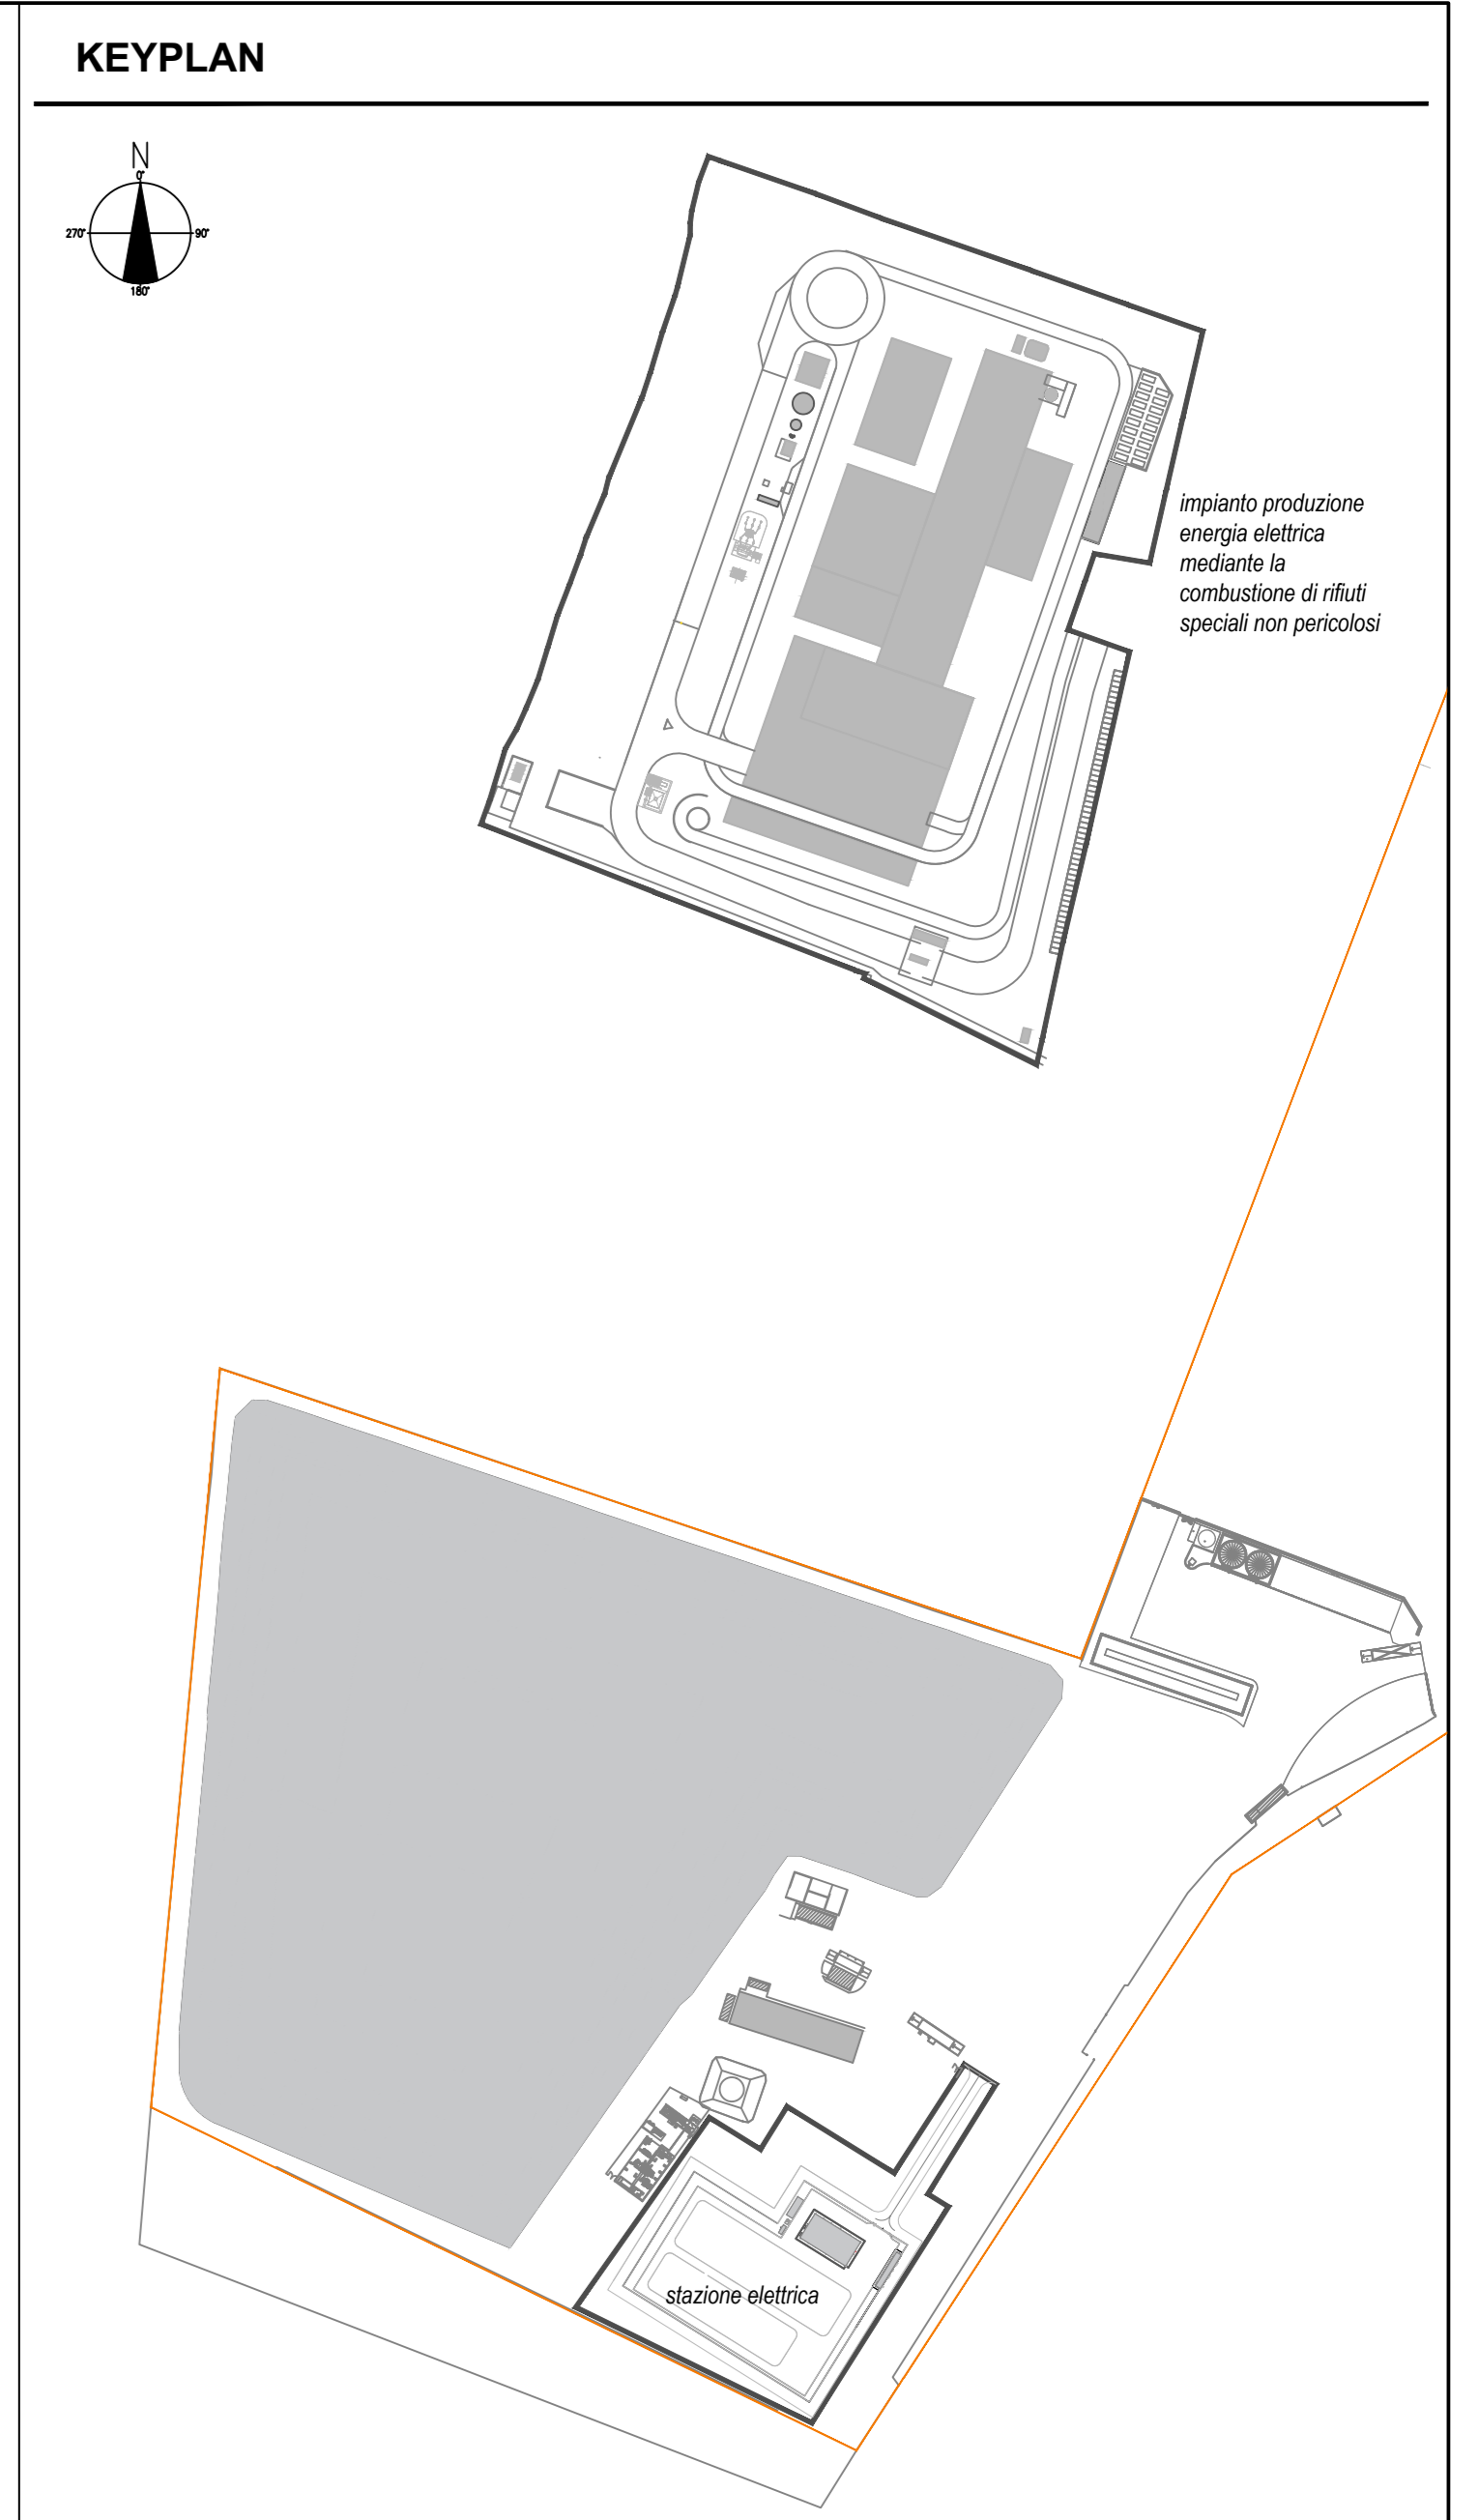 KEYPLAN
N
0°
270°
90°
180°
impianto produzione
energia elettrica
mediante la
combustione di rifiuti
speciali non pericolosi
stazione elettrica